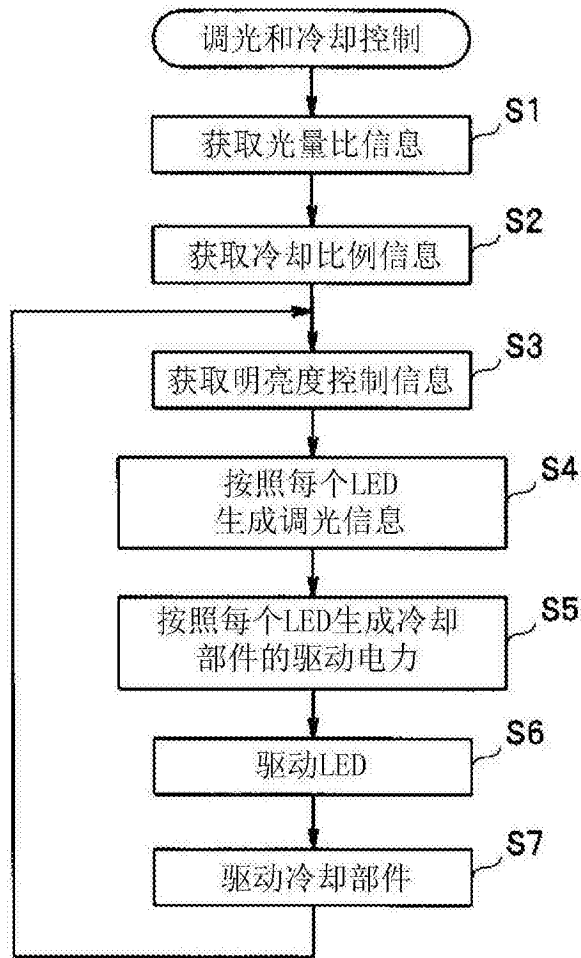 调光和冷却控制
S1
获取光量比信息
S2
获取冷却比例信息
S3
获取明亮度控制信息
S4
按照每个LED
生成调光信息
S5
按照每个LED生成冷却
部件的驱动电力
S6
驱动LED
S7
驱动冷却部件